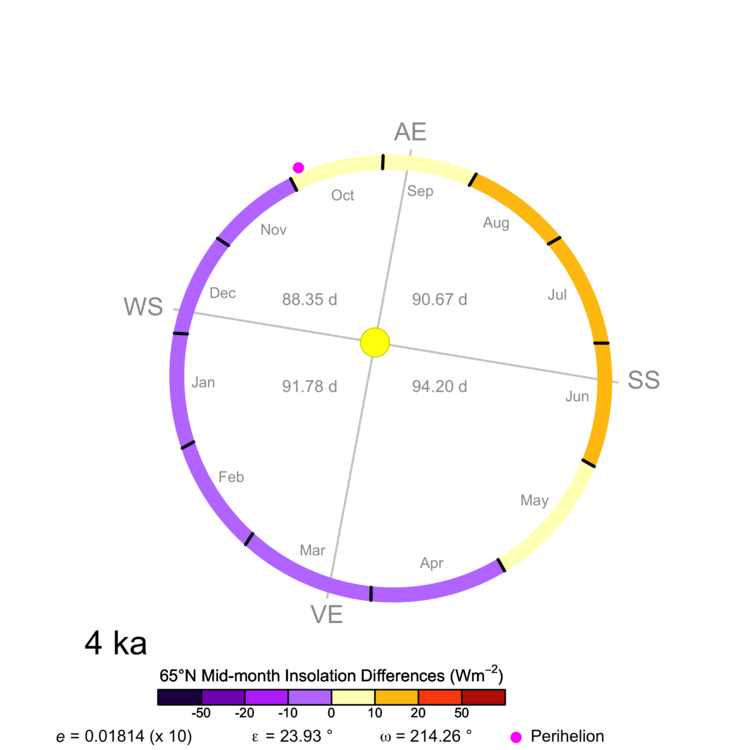 AE
Oct
Sep
Nov
Aug
Dec
Jul
WS
88.35 d
90.67 d
SS
Jan
91.78 d
94.20 d
Jun
Feb
May
Mar
Apr
VE
4 ka
65°N Mid-month Insolation Differences (Wm⁻²)
-50 -20 -10 0 10 20 50
e = 0.01814 (x 10) ε = 23.93 ° ω = 214.26 ° Perihelion